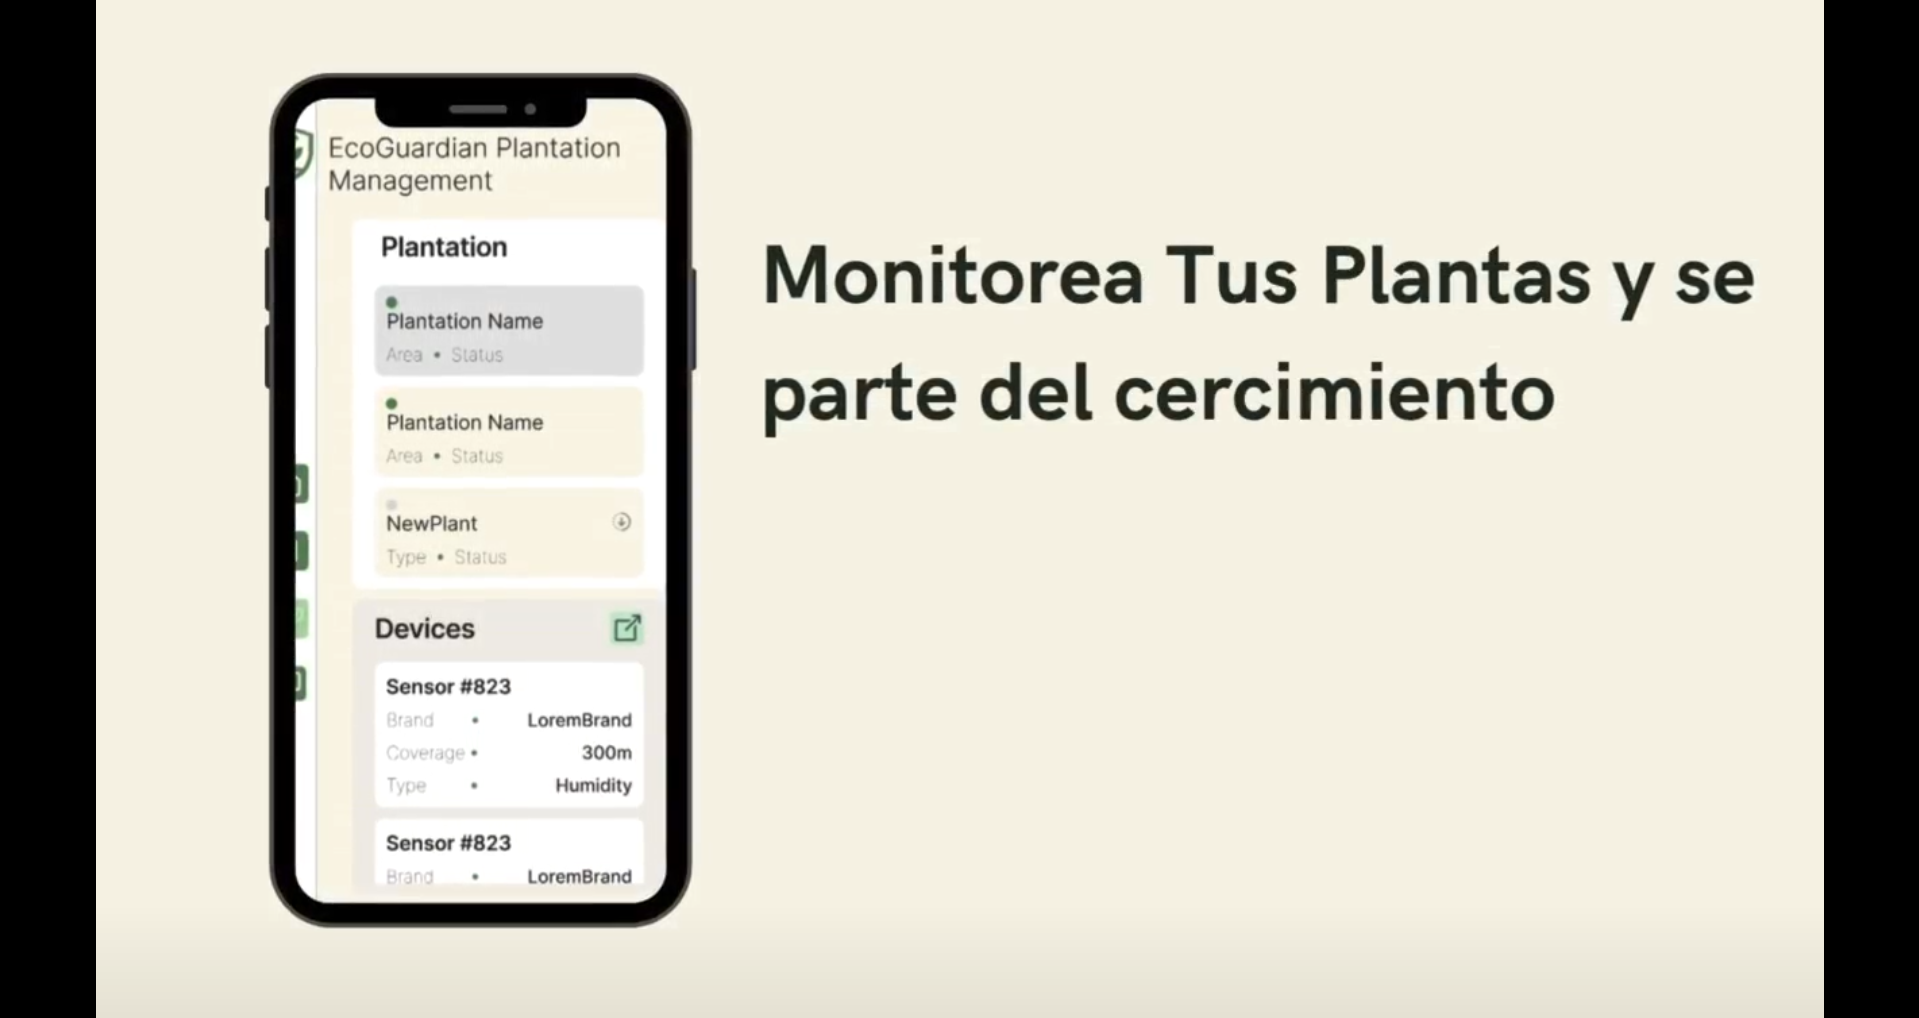 EcoGuardian Plantation
Management
Plantation
Plantation Name
Area • Status
Plantation Name
Area • Status
NewPlant
Type • Status
Devices
Sensor #823
Brand • LoremBrand
Coverage • 300m
Type • Humidity
Sensor #823
Brand • LoremBrand
Monitorea Tus Plantas y se
parte del cercimiento